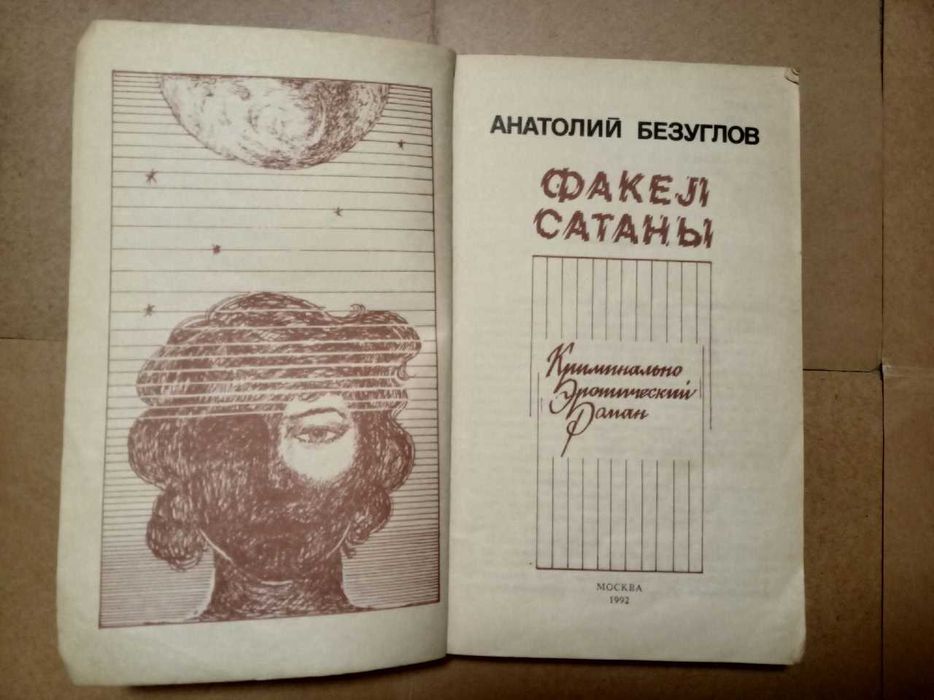 АНАТОЛИЙ БЕЗУГЛОВ
ФАКЕЛ
САТАНЫ
Криминально
Эротический
Роман
МОСКВА
1992